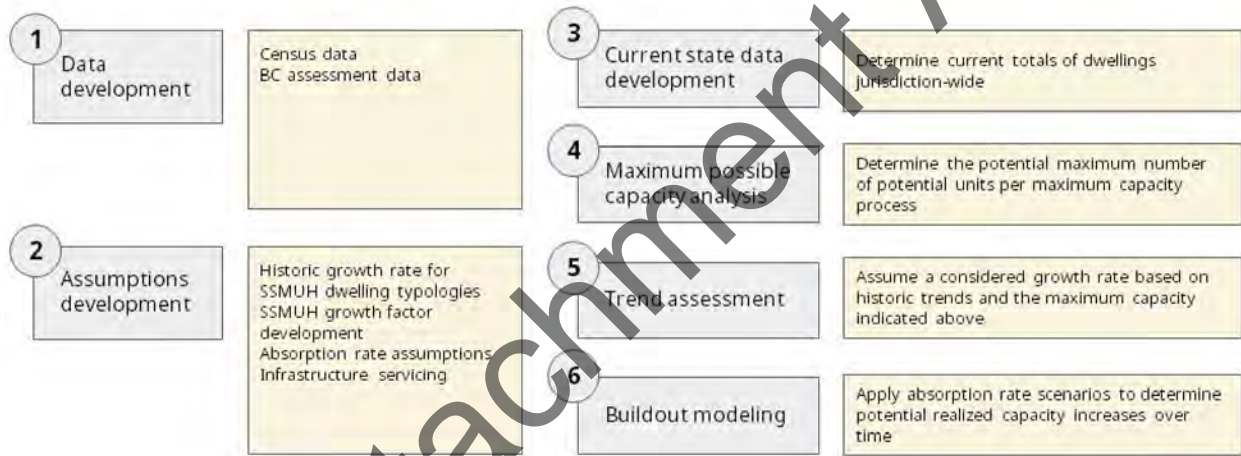 1
Data
development
Census data
BC assessment data
2
Assumptions
development
Historic growth rate for
SSMUH dwelling typologies
SSMUH growth factor
development
Absorption rate assumptions
Infrastructure servicing
3
Current state data
development
Determine current totals of dwellings
jurisdiction-wide
4
Maximum possible
capacity analysis
Determine the potential maximum number
of potential units per maximum capacity
process
5
Trend assessment
Assume a considered growth rate based on
historic trends and the maximum capacity
indicated above
6
Buildout modeling
Apply absorption rate scenarios to determine
potential realized capacity increases over
time